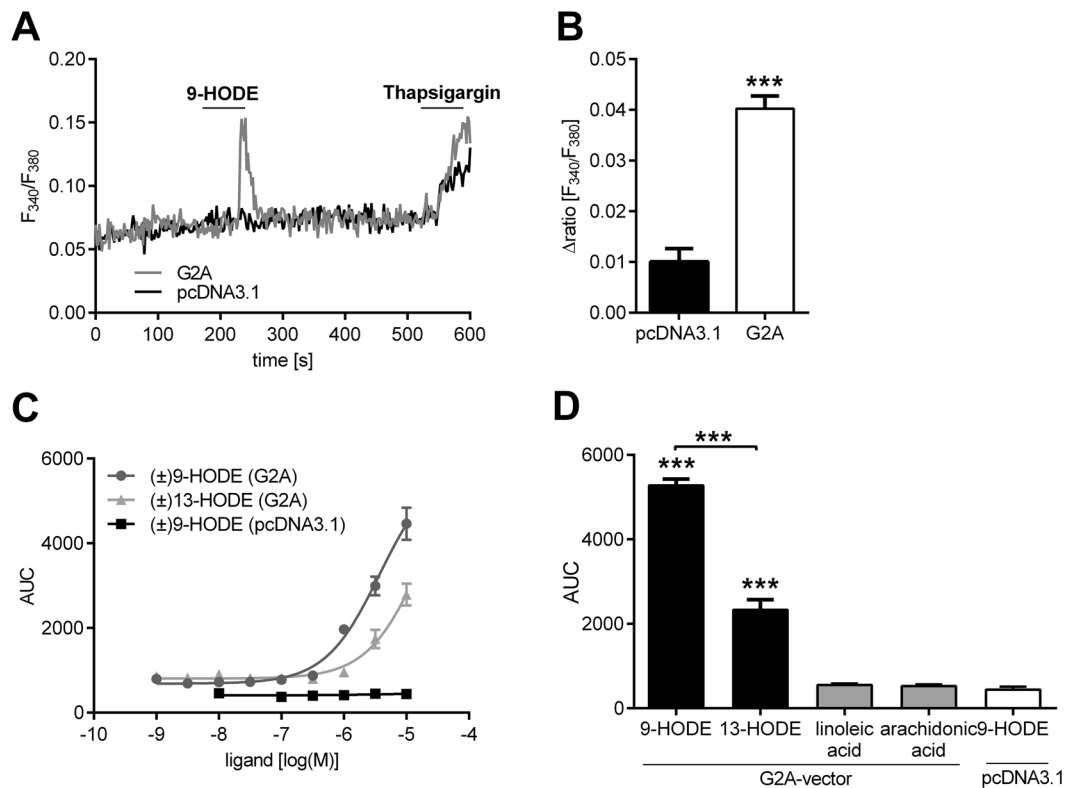 A
0.20
0.15
0.10
0.05
0.00
F340/F380
9-HODE
Thapsigargin
G2A
pcDNA3.1
0 100 200 300 400 500 600
time [s]
B
0.05
0.04
0.03
0.02
0.01
0.00
Δratio [F340/F380]
***
pcDNA3.1 G2A
C
6000
4000
2000
0
AUC
(±)9-HODE (G2A)
(±)13-HODE (G2A)
(±)9-HODE (pcDNA3.1)
-10 -9 -8 -7 -6 -5 -4
ligand [log(M)]
D
6000
4000
2000
0
AUC
***
***
***
9-HODE 13-HODE linoleic acid arachidonic acid 9-HODE
G2A-vector pcDNA3.1